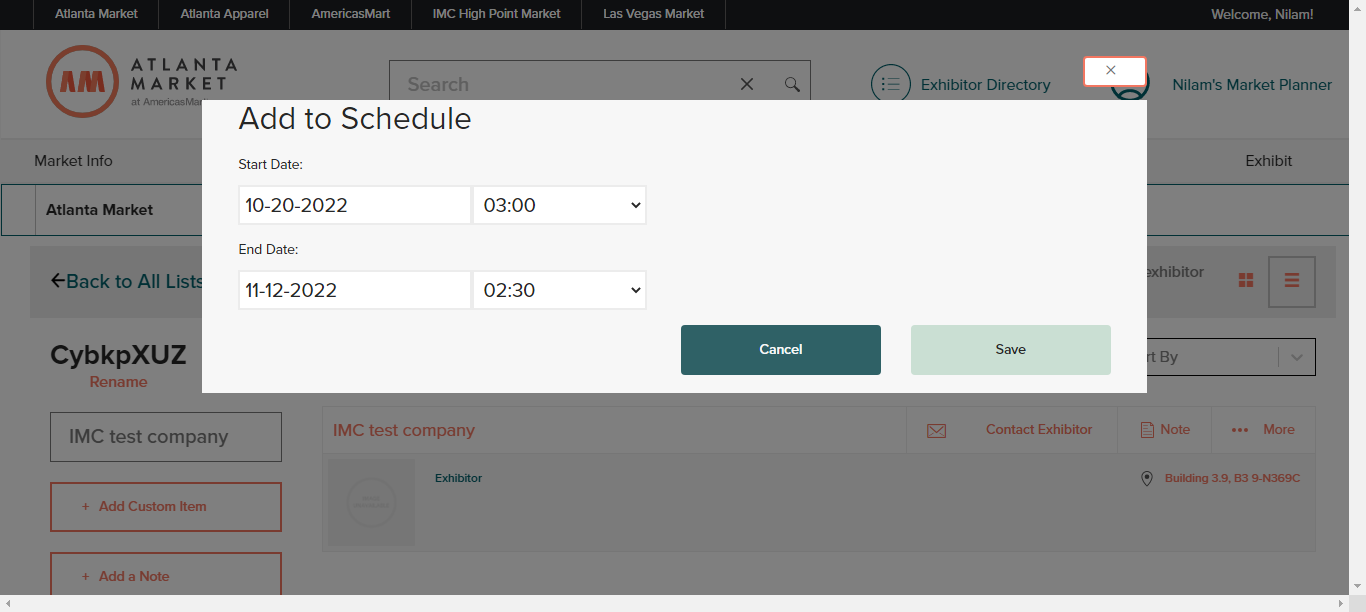 Atlanta Market Atlanta Apparel AmericasMart IMC High Point Market Las Vegas Market Welcome, Nilam!
ATLANTA
MARKET
at AmericasMar
AM
Search
Exhibitor Directory
Nilam's Market Planner
Market Info
Exhibit
Atlanta Market
Add to Schedule
Start Date:
10-20-2022 03:00
End Date:
11-12-2022 02:30
Cancel Save
Back to All Lists
exhibitor
CybkpXUZ
Rename
rt By
IMC test company
+ Add Custom Item
+ Add a Note
IMC test company Contact Exhibitor Note More
Exhibitor Building 3.9, B3 9-N369C